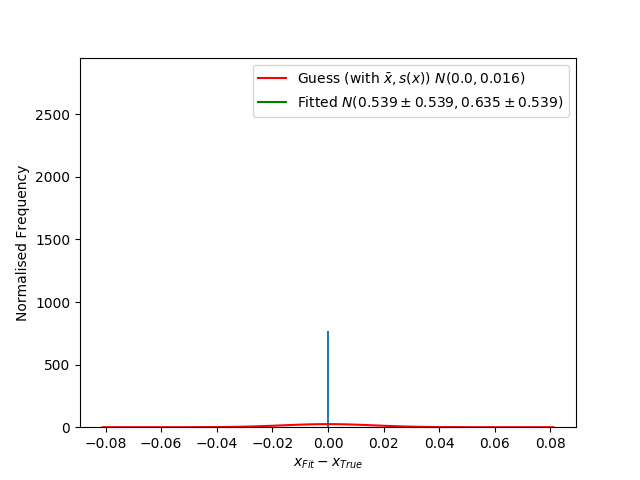 Guess (with x̄, s(x)) N(0.0, 0.016)
Fitted N(0.539 ± 0.539, 0.635 ± 0.539)
Normalised Frequency
2500
2000
1500
1000
500
0
−0.08 −0.06 −0.04 −0.02 0.00 0.02 0.04 0.06 0.08
x_Fit − x_True